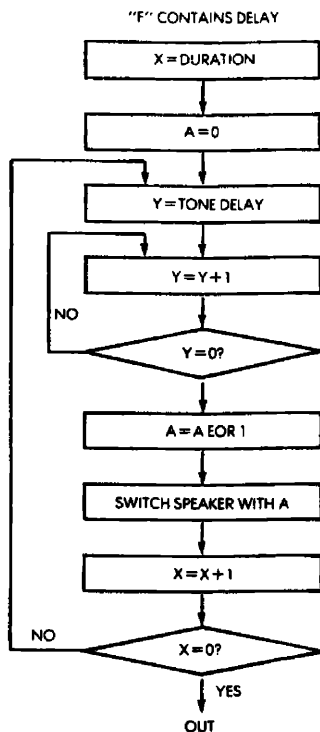 "F" CONTAINS DELAY
X=DURATION
A=0
Y=TONE DELAY
Y=Y+1
NO
Y=0?
A=A EOR 1
SWITCH SPEAKER WITH A
X=X+1
NO
X=0?
YES
OUT